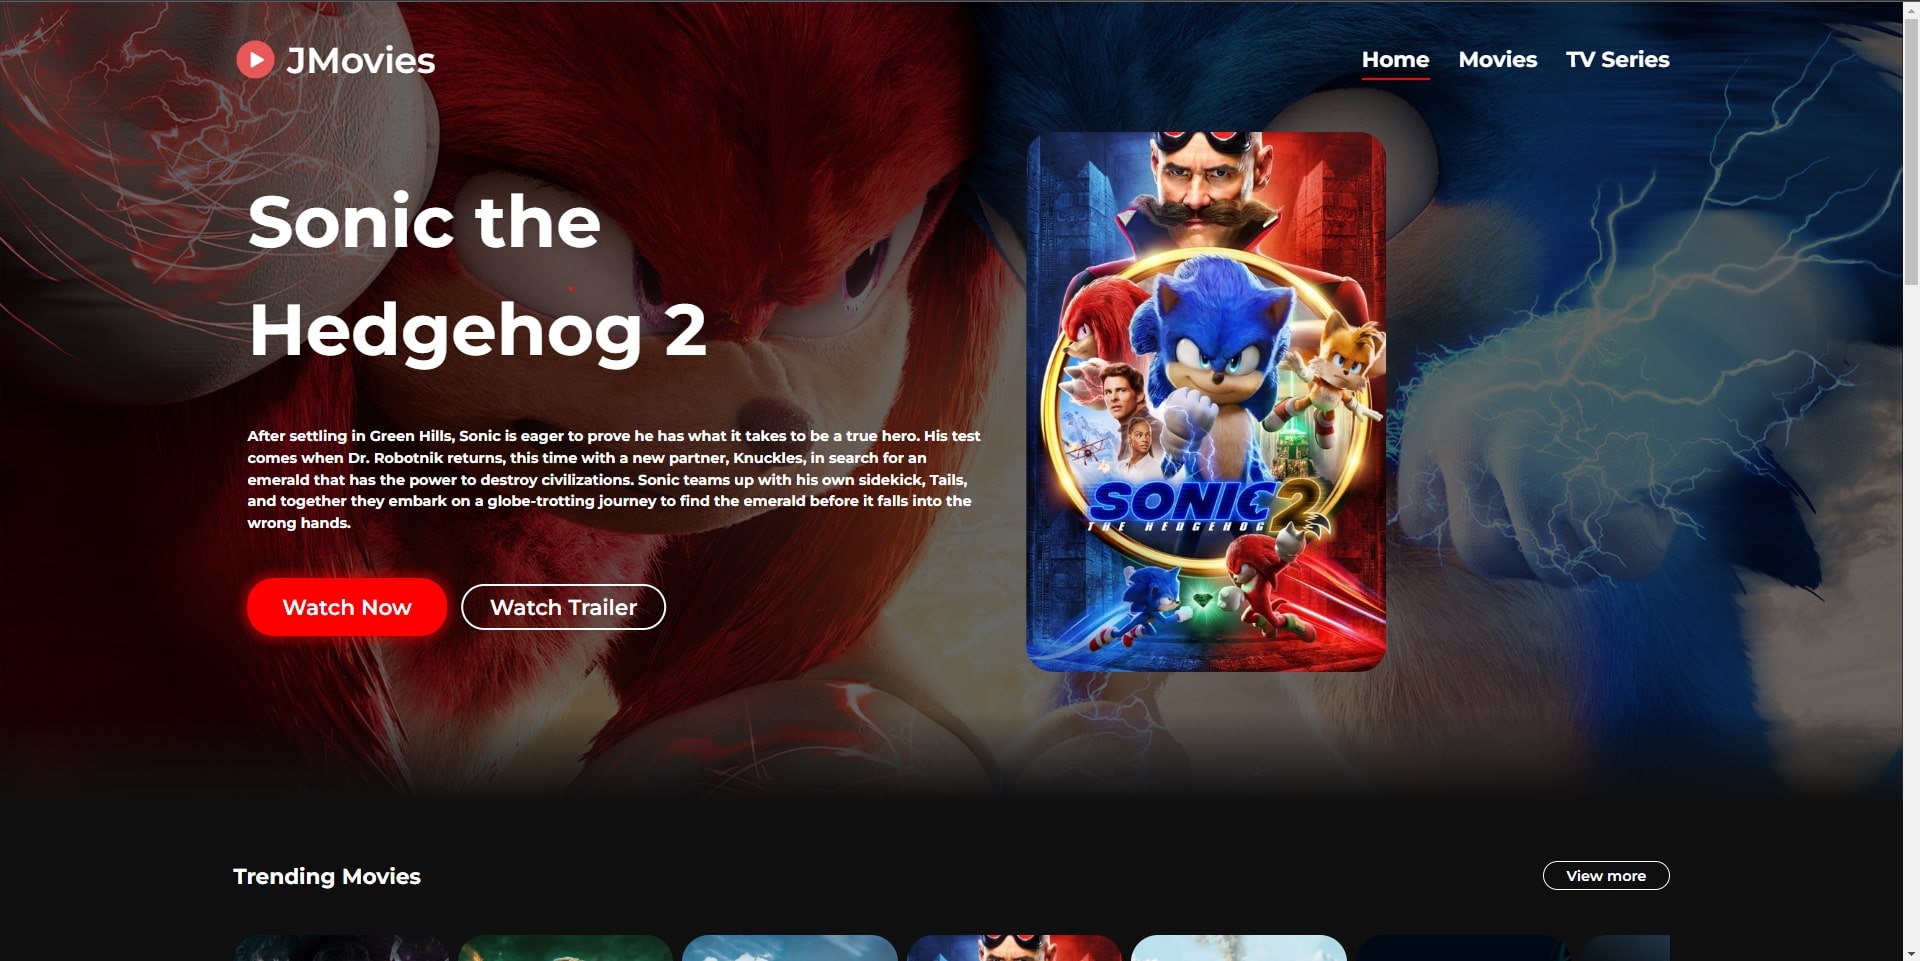 JMovies
Home
Movies
TV Series
Sonic the
Hedgehog 2
After settling in Green Hills, Sonic is eager to prove he has what it takes to be a true hero. His test
comes when Dr. Robotnik returns, this time with a new partner, Knuckles, in search for an
emerald that has the power to destroy civilizations. Sonic teams up with his own sidekick, Tails,
and together they embark on a globe-trotting journey to find the emerald before it falls into the
wrong hands.
Watch Now
Watch Trailer
SONIC 2
THE HEDGEHOG
Trending Movies
View more